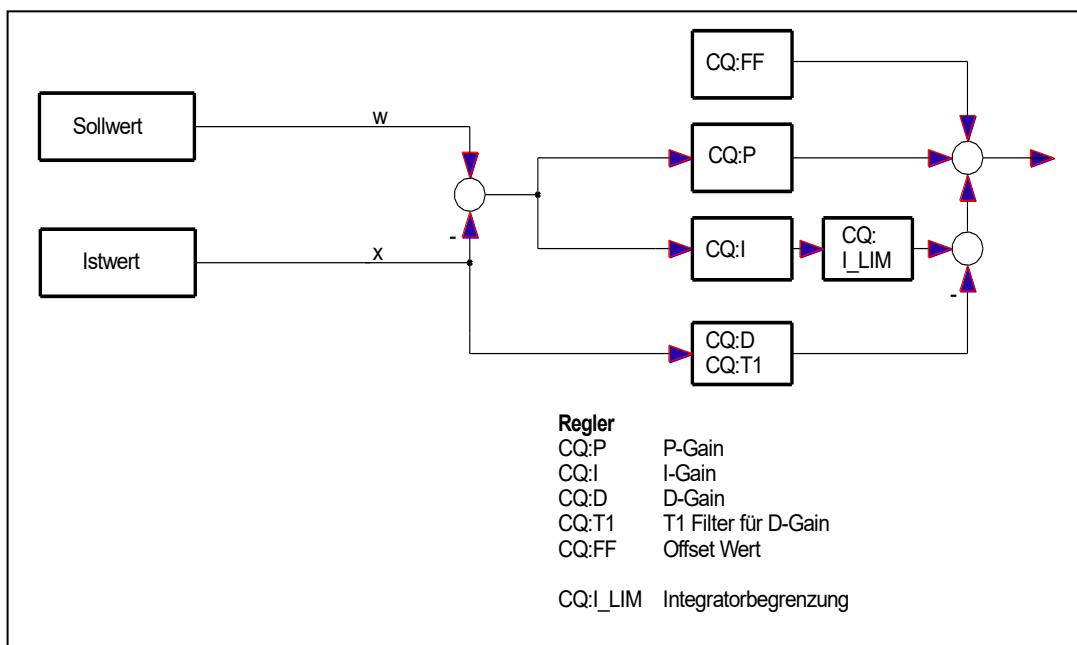 CQ:FF
Sollwert
w
CQ:P
-
Istwert
x
CQ:I
CQ:
I_LIM
-
CQ:D
CQ:T1
Regler
CQ:P P-Gain
CQ:I I-Gain
CQ:D D-Gain
CQ:T1 T1 Filter für D-Gain
CQ:FF Offset Wert
CQ:I_LIM Integratorbegrenzung